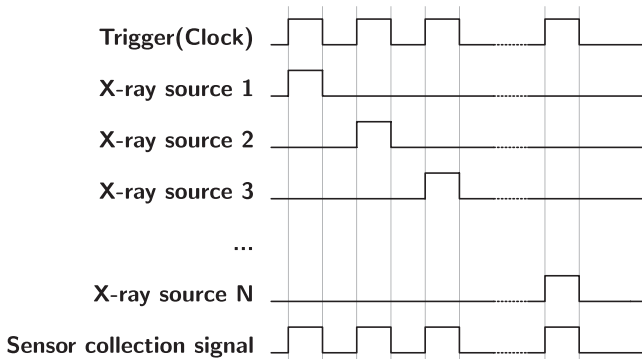 Trigger(Clock)
X-ray source 1
X-ray source 2
X-ray source 3
...
X-ray source N
Sensor collection signal